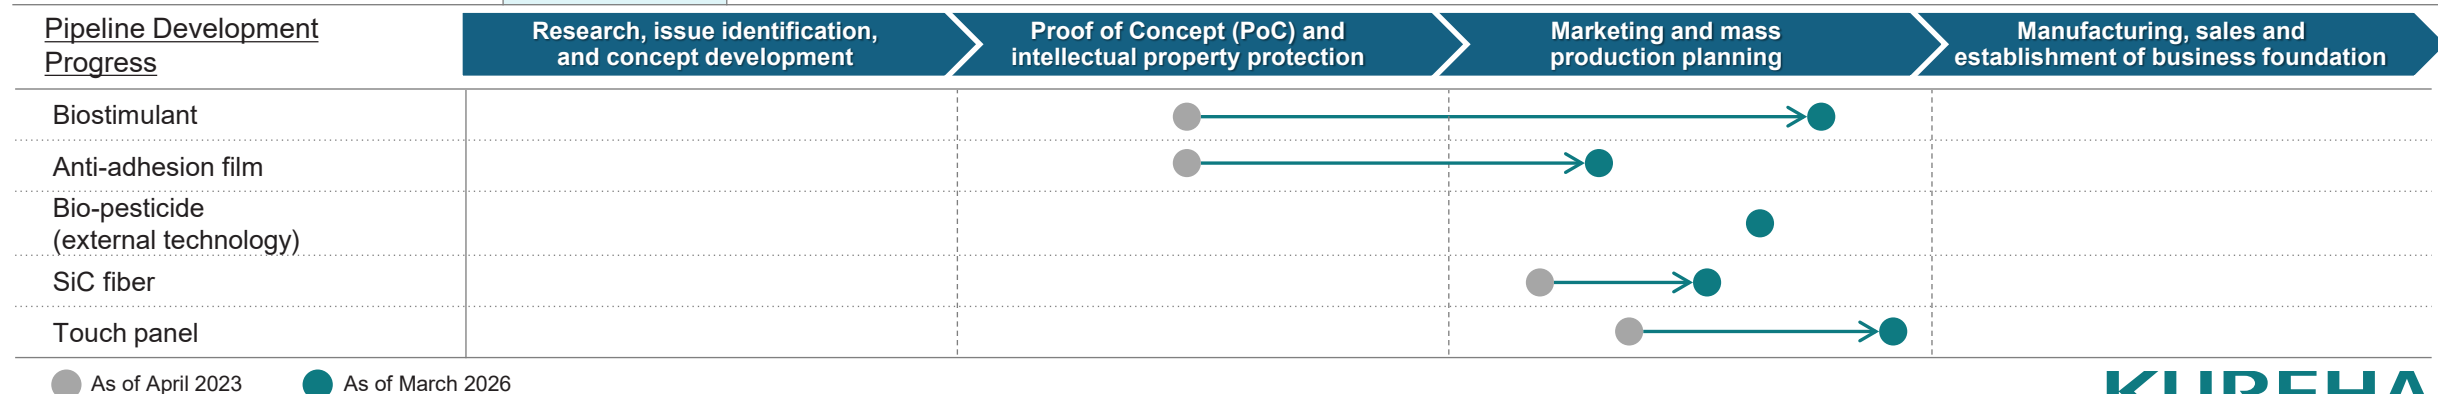 Pipeline Development
Progress
Research, issue identification,
and concept development
Proof of Concept (PoC) and
intellectual property protection
Marketing and mass
production planning
Manufacturing, sales and
establishment of business foundation
Biostimulant
Anti-adhesion film
Bio-pesticide
(external technology)
SiC fiber
Touch panel
As of April 2023
As of March 2026
KUREHA